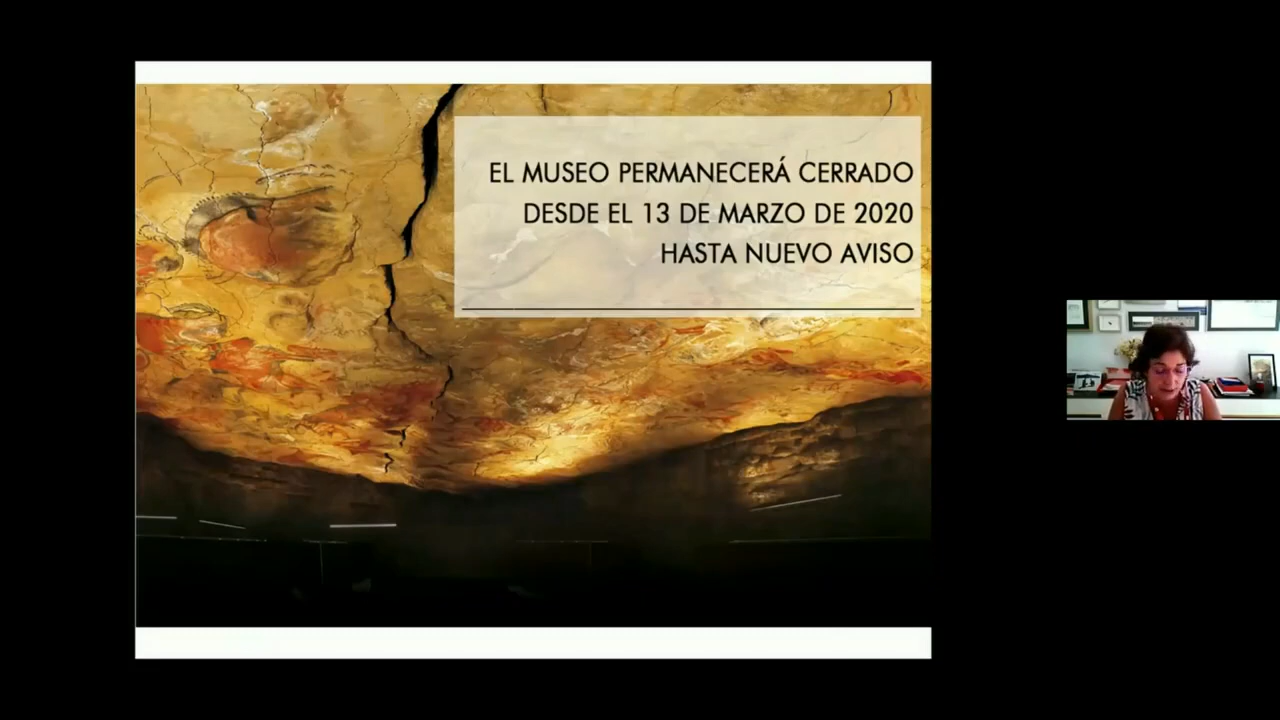 EL MUSEO PERMANECERÁ CERRADO
DESDE EL 13 DE MARZO DE 2020
HASTA NUEVO AVISO